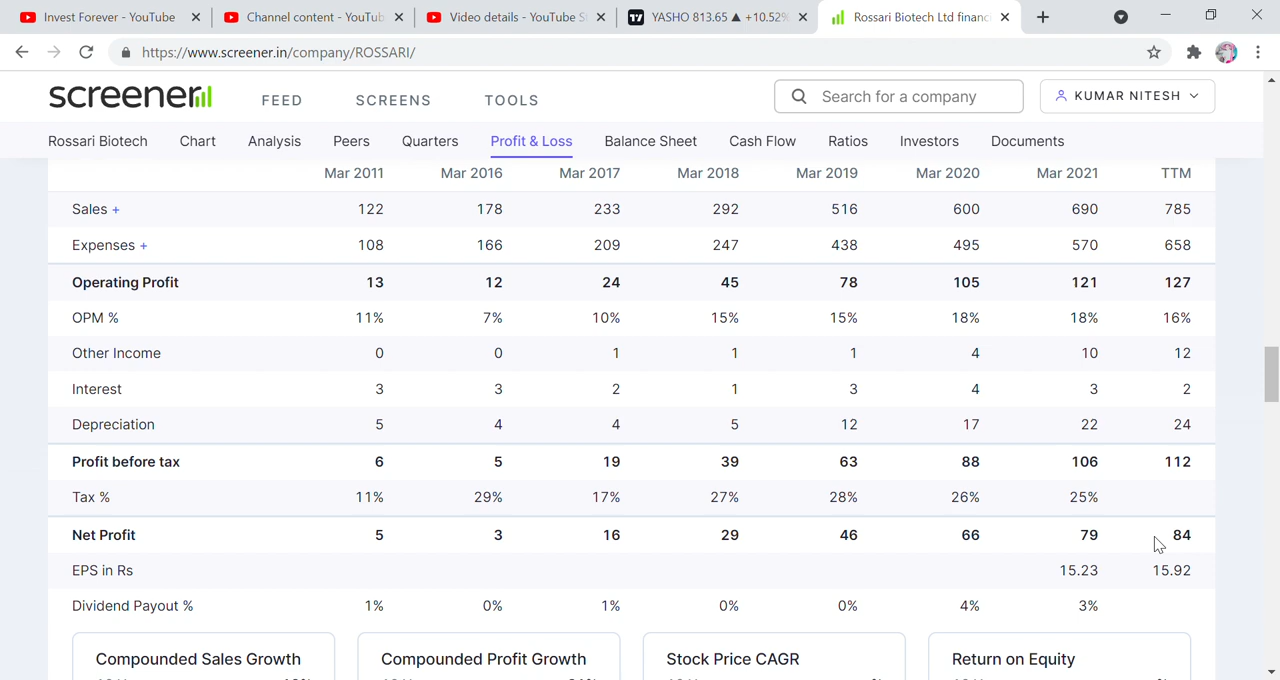 Invest Forever - YouTube
Channel content - YouTub
Video details - YouTube S
YASHO 813.65 ▲ +10.52%
Rossari Biotech Ltd financ
https://www.screener.in/company/ROSSARI/
screener
FEED SCREENS TOOLS
Search for a company
KUMAR NITESH
Rossari Biotech Chart Analysis Peers Quarters Profit & Loss Balance Sheet Cash Flow Ratios Investors Documents
Mar 2011 Mar 2016 Mar 2017 Mar 2018 Mar 2019 Mar 2020 Mar 2021 TTM
Sales + 122 178 233 292 516 600 690 785
Expenses + 108 166 209 247 438 495 570 658
Operating Profit 13 12 24 45 78 105 121 127
OPM % 11% 7% 10% 15% 15% 18% 18% 16%
Other Income 0 0 1 1 1 4 10 12
Interest 3 3 2 1 3 4 3 2
Depreciation 5 4 4 5 12 17 22 24
Profit before tax 6 5 19 39 63 88 106 112
Tax % 11% 29% 17% 27% 28% 26% 25%
Net Profit 5 3 16 29 46 66 79 84
EPS in Rs 15.23 15.92
Dividend Payout % 1% 0% 1% 0% 0% 4% 3%
Compounded Sales Growth Compounded Profit Growth Stock Price CAGR Return on Equity